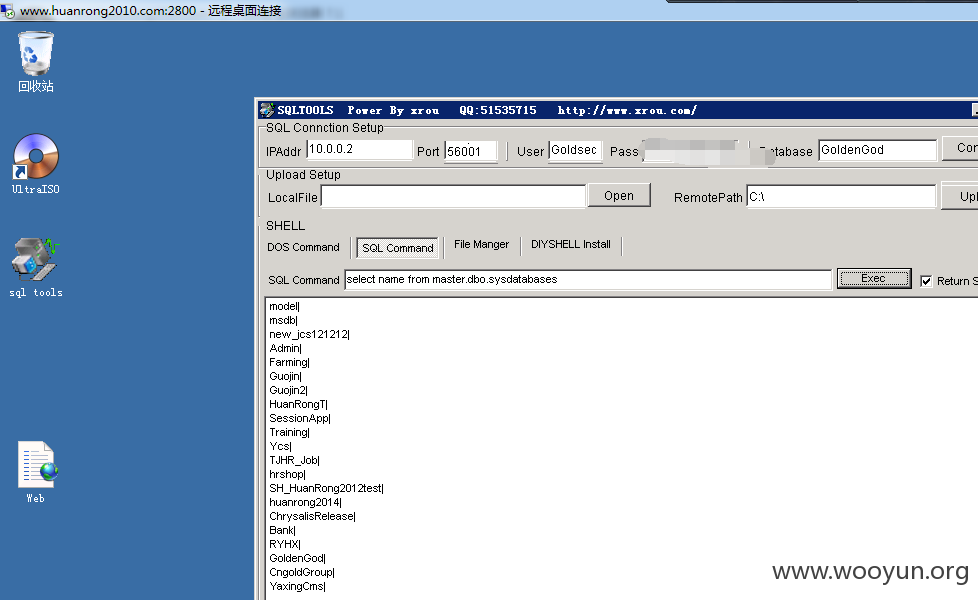 www.huanrong2010.com:2800 - 远程桌面连接
回收站
UltraISO
sql tools
Web
SQLTOOLS Power By xrou QQ:51535715 http://www.xrou.com/
SQL Connction Setup
IPAddr 10.0.0.2 Port 56001 User Goldsec Pass Database GoldenGod Con
Upload Setup
LocalFile Open RemotePath C:\ Upl
SHELL
DOS Command SQL Command File Manger DIYSHELL Install
SQL Command select name from master.dbo.sysdatabases Exec Return S
model|
msdb|
new_jcs121212|
Admin|
Farming|
Guojin|
Guojin2|
HuanRongT|
SessionApp|
Training|
Ycs|
TJHR_Job|
hrshop|
SH_HuanRong2012test|
huanrong2014|
ChrysalisRelease|
Bank|
RYHX|
GoldenGod|
CngoldGroup|
YaxingCms|
www.wooyun.org